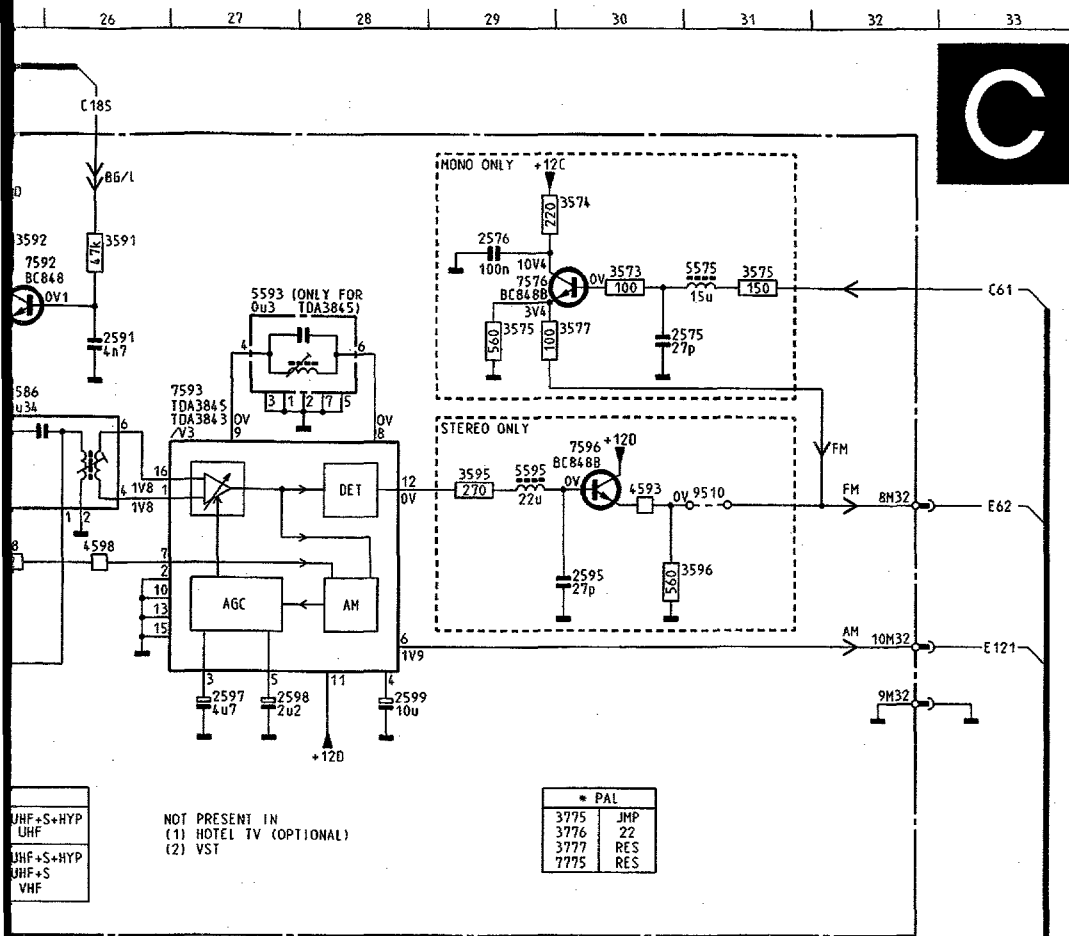 26 27 28 29 30 31 32 33
C
C18S
BG/L
MONO ONLY
+12C
220
3574
3592
3591
47k
7592
BC848
0V1
2591
4n7
2576
100n
10V4
7576
BC848B
3V4
0V
3573
100
5575
15u
3575
150
C61
560
3575
100
3577
2575
27p
5593 (ONLY FOR
0u3 TDA3845)
4
6
3 1 2 7 5
586
u34
6
4
1 2
7593
TDA3845
TDA3843
/V3
0V
9
0V
8
16
1V8
1
1V8
DET
12
0V
STEREO ONLY
3595
270
5595
22u
0V
7596
BC848B
+12D
4593
0V
9510
FM
FM
8M32
E62
8
4598
7
2
10
13
15
AGC
AM
2595
27p
560
3596
6
1V9
AM
10M32
E121
3
5
11
4
2597
4u7
2598
2u2
2599
10u
9M32
+12D
UHF+S+HYP
UHF
UHF+S+HYP
UHF+S
VHF
NOT PRESENT IN
(1) HOTEL TV (OPTIONAL)
(2) VST
* PAL
3775 JMP
3776 22
3777 RES
7775 RES